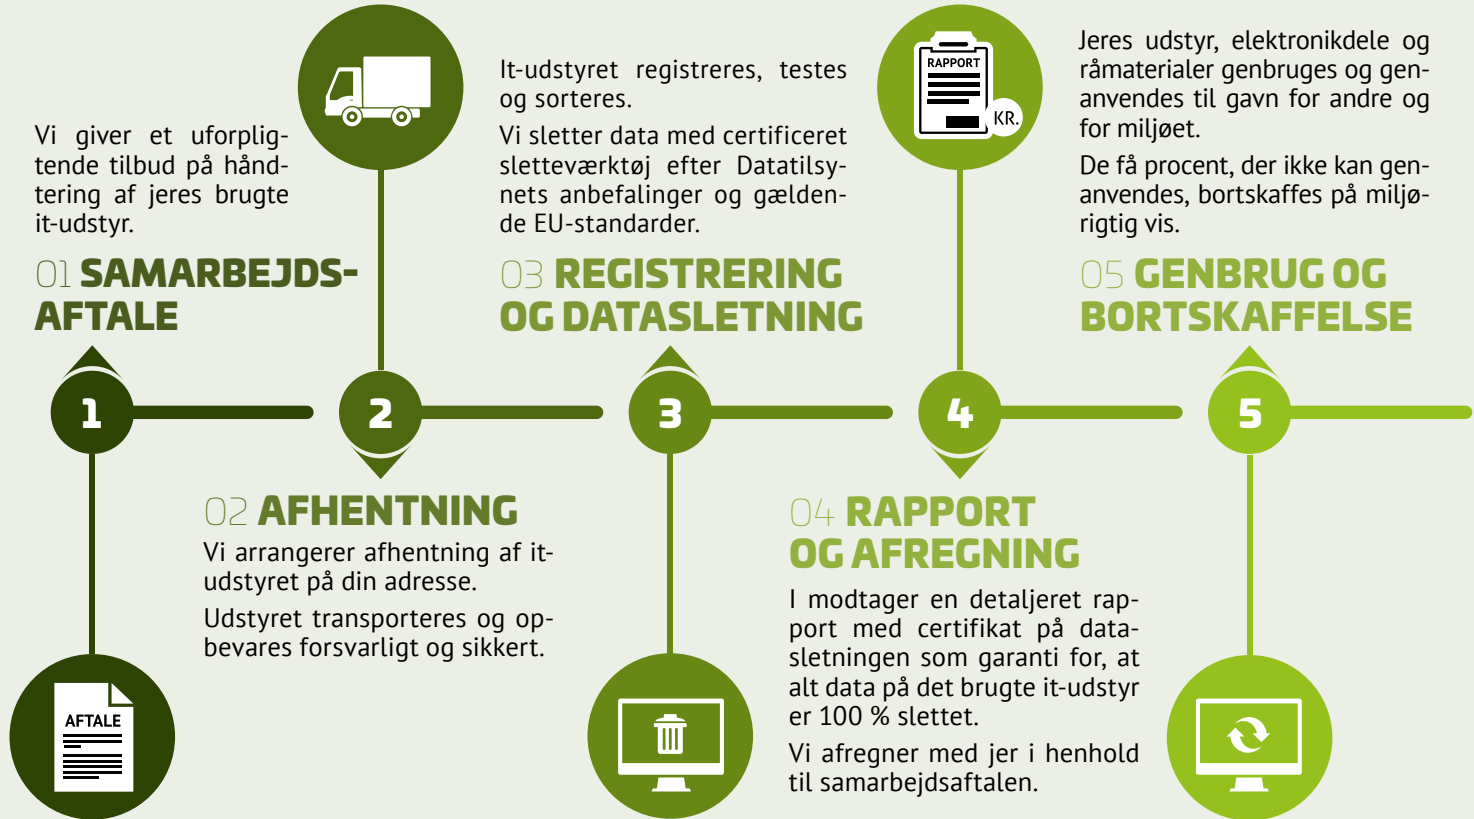 Vi giver et uforplig-
tende tilbud på hånd-
tering af jeres brugte
it-udstyr.
01 SAMARBEJDS-
AFTALE
1
AFTALE
2
02 AFHENTNING
Vi arrangerer afhentning af it-
udstyret på din adresse.
Udstyret transporteres og op-
bevares forsvarligt og sikkert.
It-udstyret registreres, testes
og sorteres.
Vi sletter data med certificeret
sletteværktøj efter Datatilsy-
nets anbefalinger og gælden-
de EU-standarder.
03 REGISTRERING
OG DATASLETNING
3
RAPPORT
KR.
4
04 RAPPORT
OG AFREGNING
I modtager en detaljeret rap-
port med certifikat på data-
sletningen som garanti for, at
alt data på det brugte it-udstyr
er 100 % slettet.
Vi afregner med jer i henhold
til samarbejdsaftalen.
Jeres udstyr, elektronikdele og
råmaterialer genbruges og gen-
anvendes til gavn for andre og
for miljøet.
De få procent, der ikke kan gen-
anvendes, bortskaffes på miljø-
rigtig vis.
05 GENBRUG OG
BORTSKAFFELSE
5